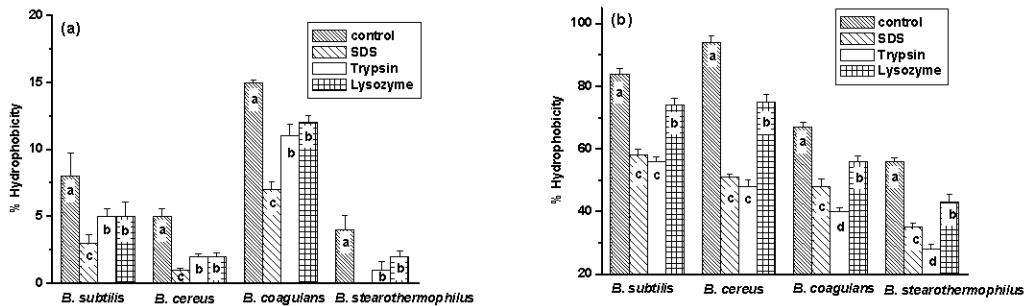 (a)
control
SDS
Trypsin
Lysozyme
% Hydrophobicity
20
15
10
5
0
a
c
b
b
a
c
b
b
a
c
b
b
a
b
b
B. subtilis
B. cereus
B. coagulans
B. stearothermophilus
(b)
control
SDS
Trypsin
Lysozyme
% Hydrophobicity
100
80
60
40
20
a
c
c
b
a
c
c
b
a
c
d
b
a
c
d
b
B. subtilis
B. cereus
B. coagulans
B. stearothermophilus